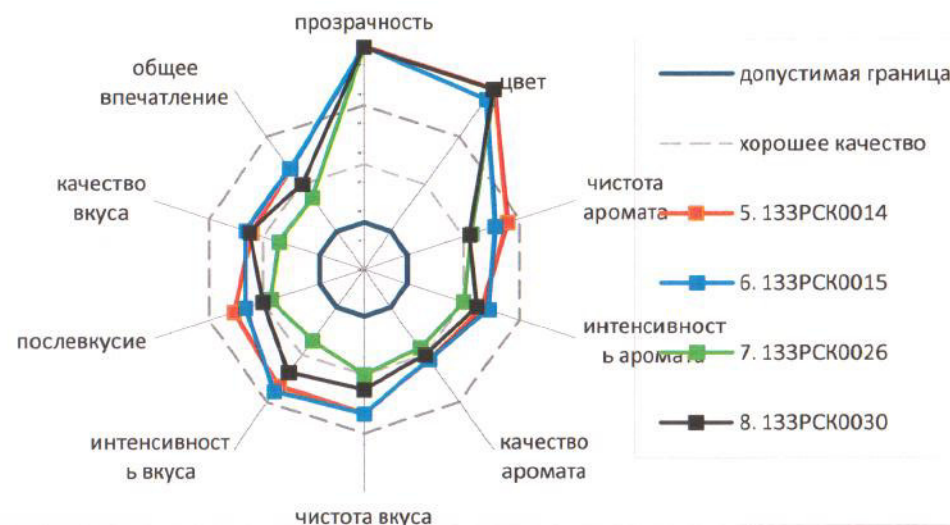 прозрачность
общее
впечатление
цвет
допустимая граница
хорошее качество
качество
вкуса
чистота
аромата
5. 133РСК0014
6. 133РСК0015
послевкусие
интенсивност
ь аромата
7. 133РСК0026
8. 133РСК0030
интенсивност
ь вкуса
качество
аромата
чистота вкуса